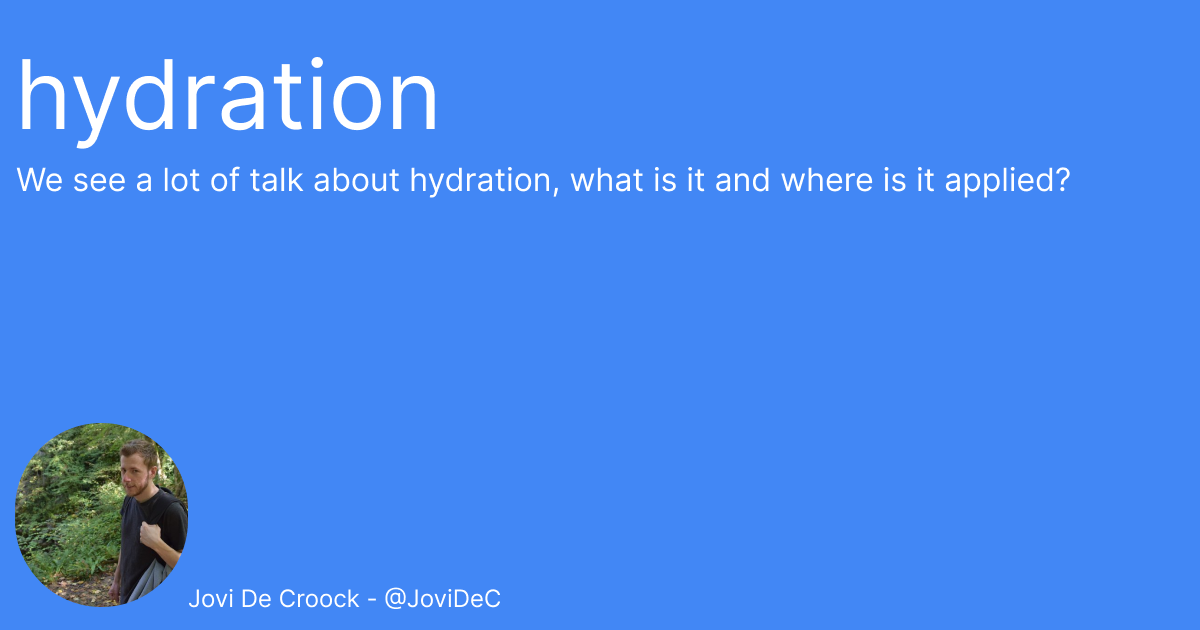 hydration
We see a lot of talk about hydration, what is it and where is it applied?
Jovi De Croock - @JoviDeC